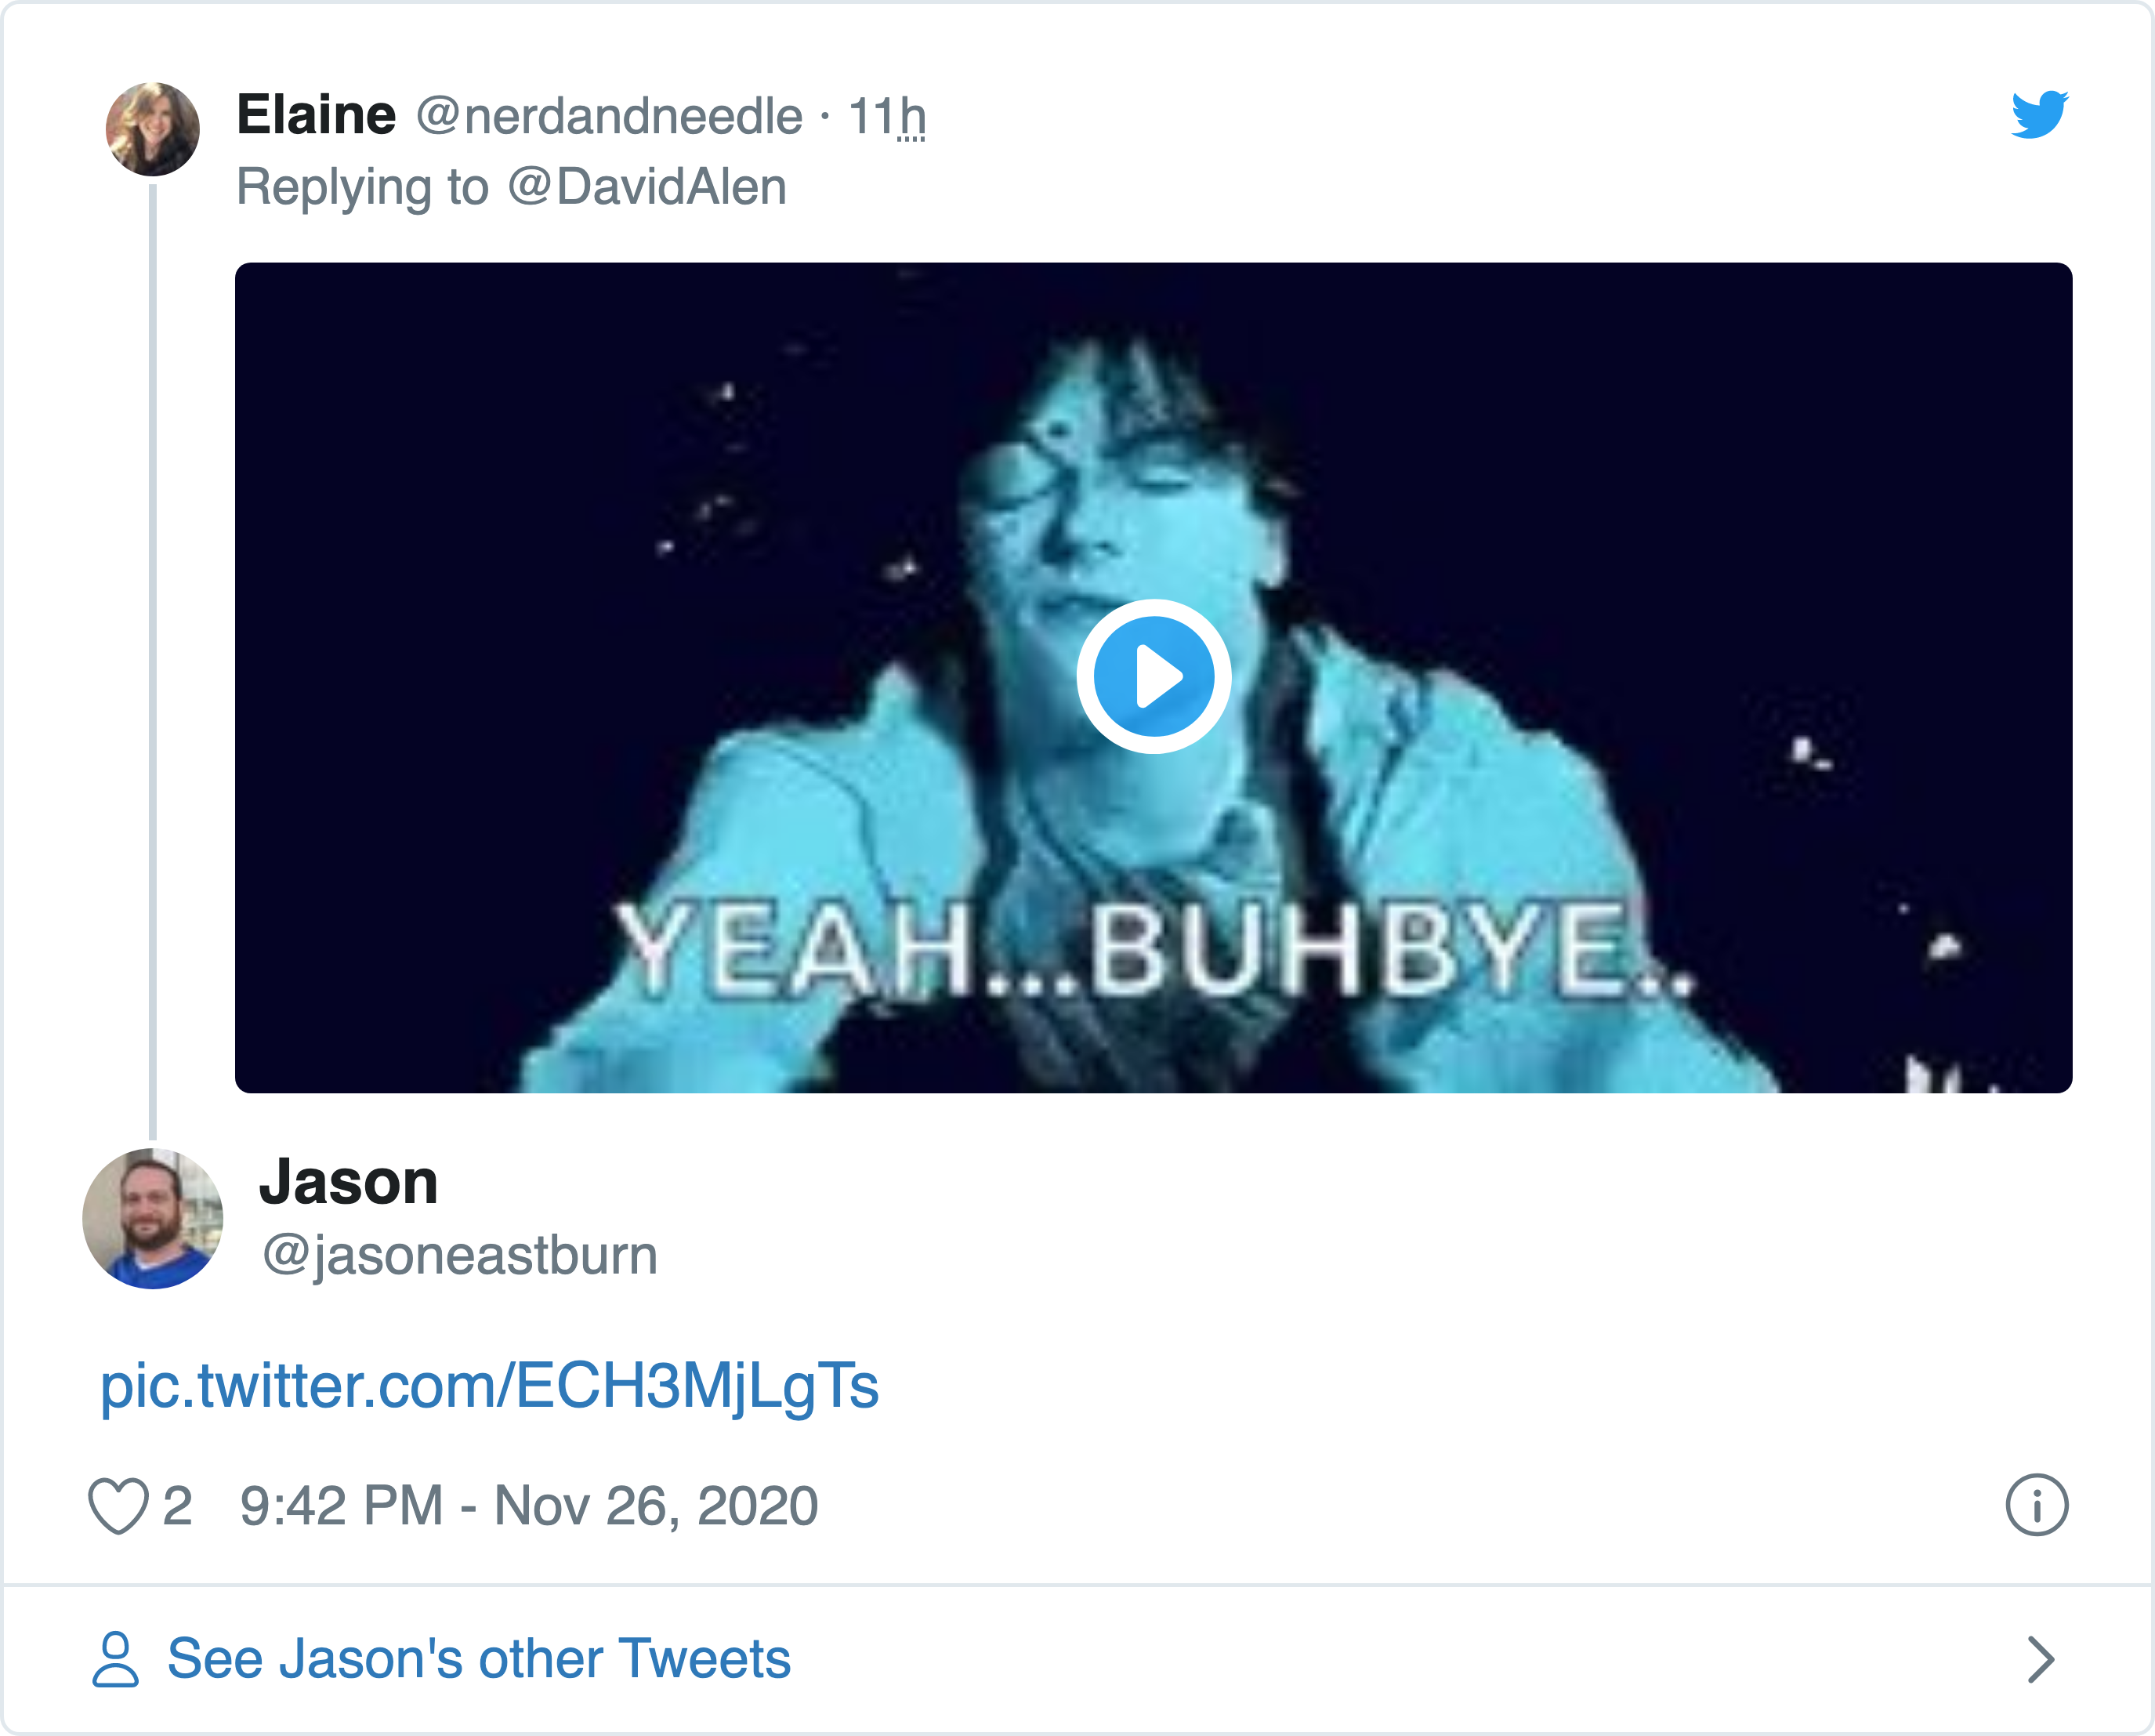 Elaine @nerdandneedle · 11h
Replying to @DavidAlen
YEAH...BUHBYE..
Jason
@jasoneastburn
pic.twitter.com/ECH3MjLgTs
2 9:42 PM - Nov 26, 2020
See Jason's other Tweets